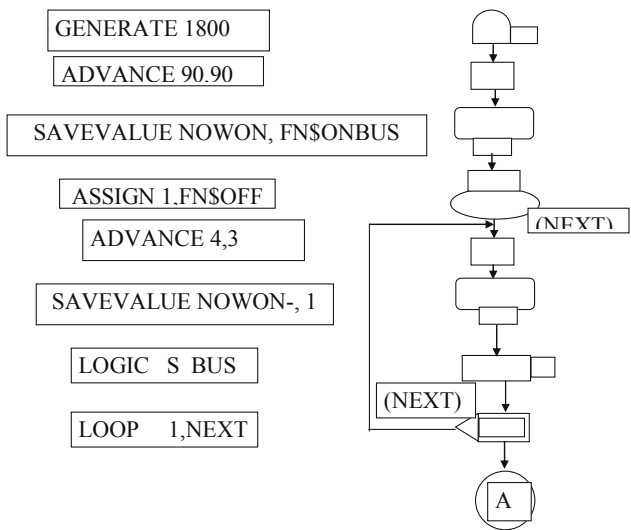 GENERATE 1800
ADVANCE 90.90
SAVEVALUE NOWON, FN$ONBUS
ASSIGN 1,FN$OFF
(NEXT)
ADVANCE 4,3
SAVEVALUE NOWON-, 1
LOGIC S BUS
(NEXT)
LOOP 1,NEXT
A